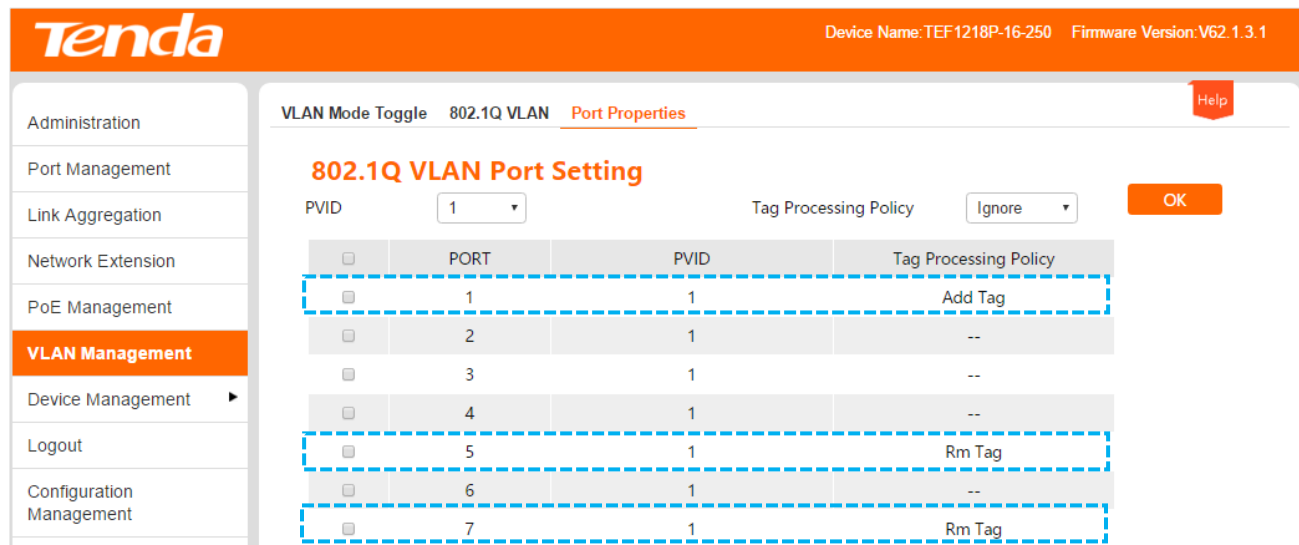 Tenda
Device Name:TEF1218P-16-250 Firmware Version:V62.1.3.1
Administration
Port Management
Link Aggregation
Network Extension
PoE Management
VLAN Management
Device Management
Logout
Configuration
Management
VLAN Mode Toggle 802.1Q VLAN Port Properties
Help
802.1Q VLAN Port Setting
PVID 1 Tag Processing Policy Ignore OK
PORT PVID Tag Processing Policy
1 1 Add Tag
2 1 --
3 1 --
4 1 --
5 1 Rm Tag
6 1 --
7 1 Rm Tag